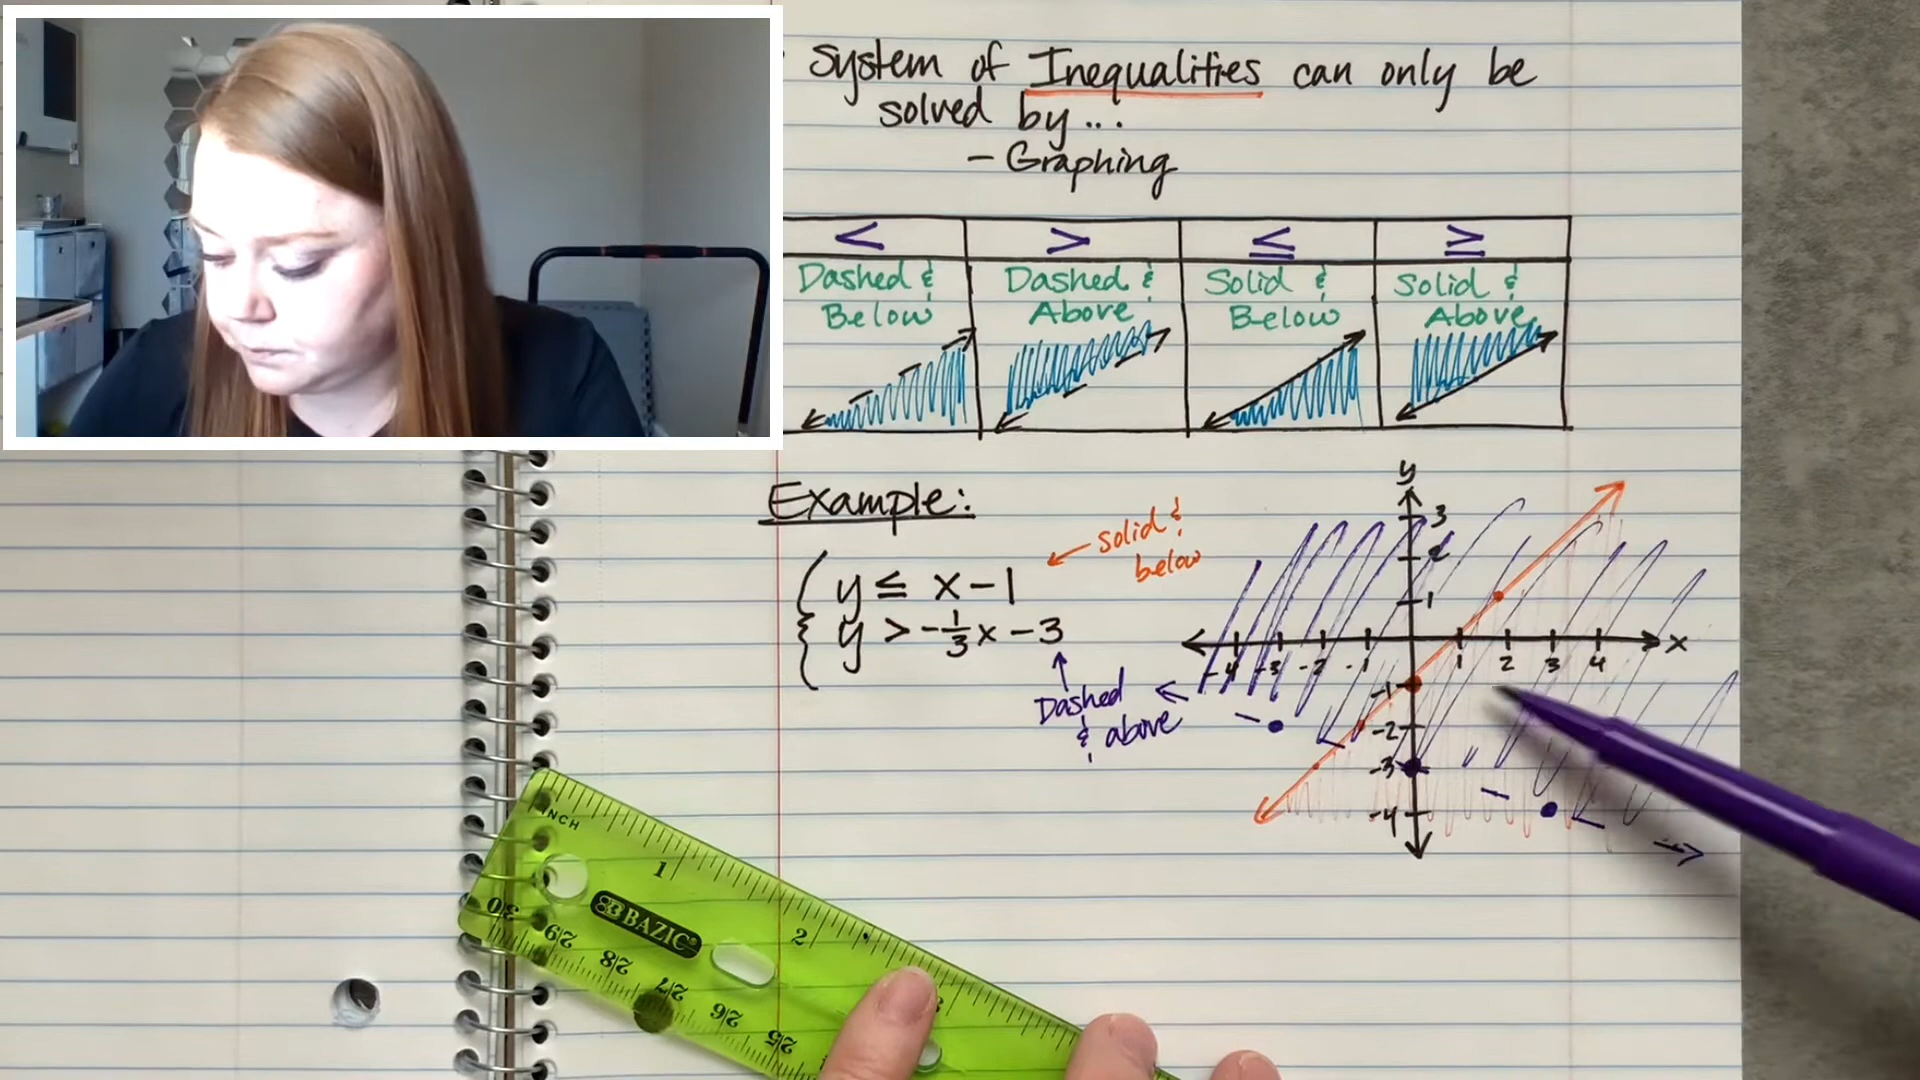 System of Inequalities can only be
solved by...
- Graphing
< > ≤ ≥
Dashed & Below
Dashed & Above
Solid & Below
Solid & Above
Example:
y ≤ x - 1
y > -1/3x - 3
solid &
below
Dashed
& above
y
3
2
1
x
-4 -3 -2 -1 1 2 3 4
-1
-2
-3
-4
INCH
1
2
3
BAZIC
30 29 28 27 26 25